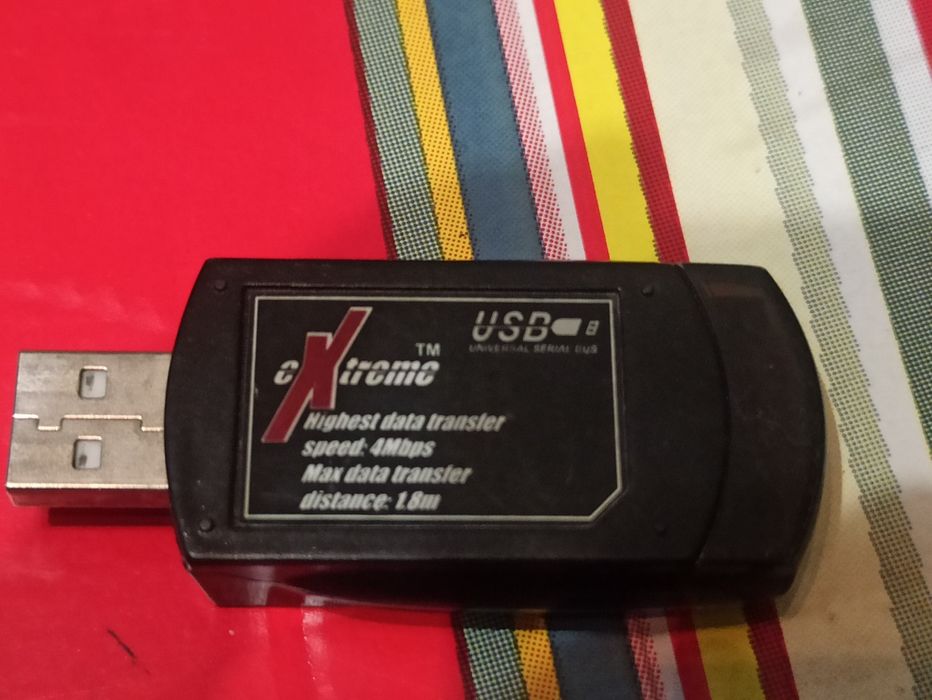 USB
UNIVERSAL SERIAL BUS
eXtreme™
Highest data transfer
speed: 4Mbps
Max data transfer
distance: 1.8m